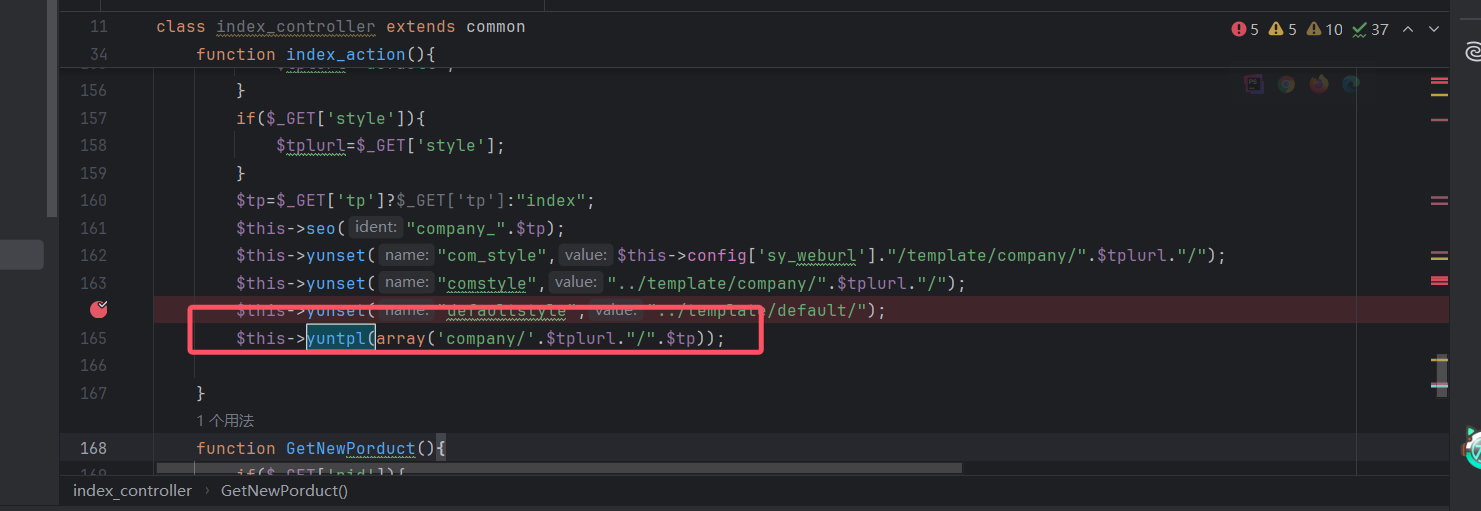 11 class index_controller extends common 5 5 10 37
34 function index_action(){
156 }
157 if($_GET['style']){
158 $tplurl=$_GET['style'];
159 }
160 $tp=$_GET['tp']?$_GET['tp']:"index";
161 $this->seo( ident: "company_".$tp);
162 $this->yunset( name: "com_style", value: $this->config['sy_weburl']."/template/company/".$tplurl."/");
163 $this->yunset( name: "comstyle", value: "../template/company/".$tplurl."/");
$this->yunset( name: "defaultstyle", value: "../template/default/");
165 $this->yuntpl(array('company/'.$tplurl."/".$tp));
166
167 }
1 个用法
168 function GetNewPorduct(){
169 if($_GET['pid']){
index_controller › GetNewPorduct()